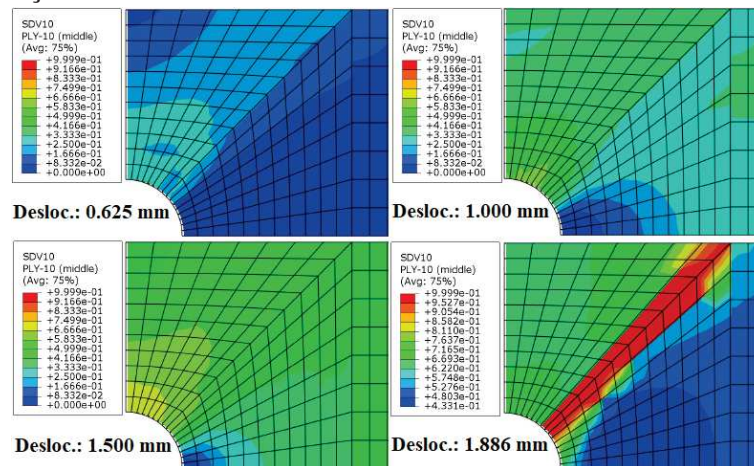 SDV10
PLY-10 (middle)
(Avg: 75%)
+9.999e-01
+9.166e-01
+8.333e-01
+7.499e-01
+6.666e-01
+5.833e-01
+4.999e-01
+4.166e-01
+3.333e-01
+2.500e-01
+1.666e-01
+8.332e-02
+0.000e+00
Desloc.: 0.625 mm
SDV10
PLY-10 (middle)
(Avg: 75%)
+9.999e-01
+9.166e-01
+8.333e-01
+7.499e-01
+6.666e-01
+5.833e-01
+4.999e-01
+4.166e-01
+3.333e-01
+2.500e-01
+1.666e-01
+8.332e-02
+0.000e+00
Desloc.: 1.000 mm
SDV10
PLY-10 (middle)
(Avg: 75%)
+9.999e-01
+9.166e-01
+8.333e-01
+7.499e-01
+6.666e-01
+5.833e-01
+4.999e-01
+4.166e-01
+3.333e-01
+2.500e-01
+1.666e-01
+8.332e-02
+0.000e+00
Desloc.: 1.500 mm
SDV10
PLY-10 (middle)
(Avg: 75%)
+9.999e-01
+9.527e-01
+9.054e-01
+8.582e-01
+8.110e-01
+7.637e-01
+7.165e-01
+6.693e-01
+6.220e-01
+5.748e-01
+5.276e-01
+4.803e-01
+4.331e-01
Desloc.: 1.886 mm